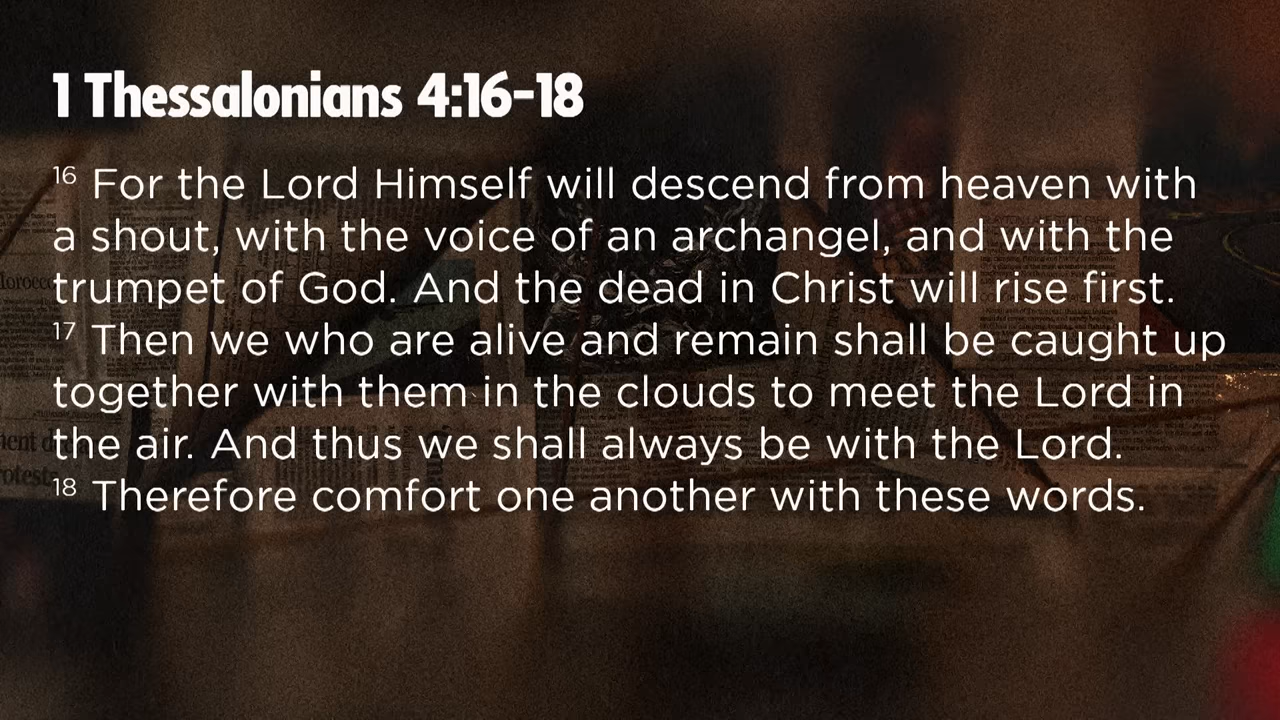 1 Thessalonians 4:16-18
16 For the Lord Himself will descend from heaven with
a shout, with the voice of an archangel, and with the
trumpet of God. And the dead in Christ will rise first.
17 Then we who are alive and remain shall be caught up
together with them in the clouds to meet the Lord in
the air. And thus we shall always be with the Lord.
18 Therefore comfort one another with these words.